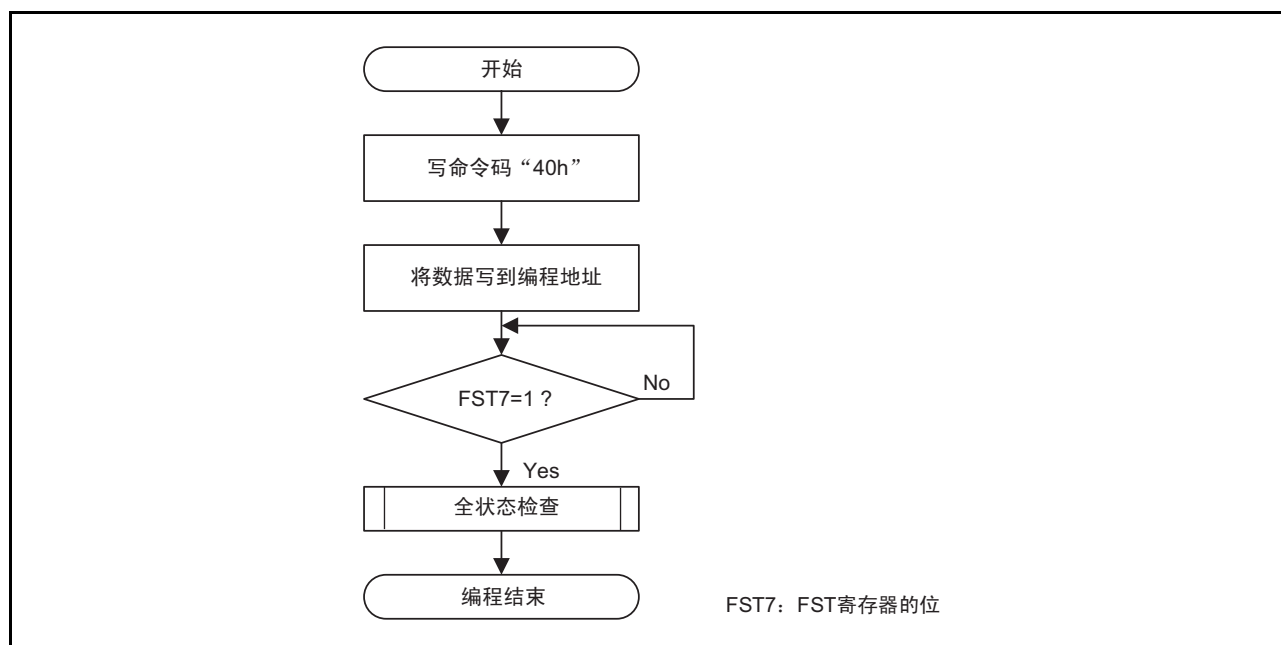 开始
写命令码“40h”
将数据写到编程地址
FST7=1 ?
No
Yes
全状态检查
编程结束
FST7：FST寄存器的位